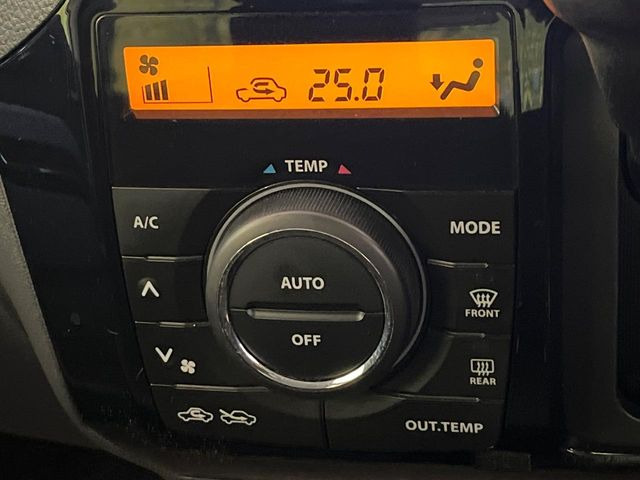 25.0
TEMP
A/C
MODE
AUTO
OFF
FRONT
REAR
OUT.TEMP